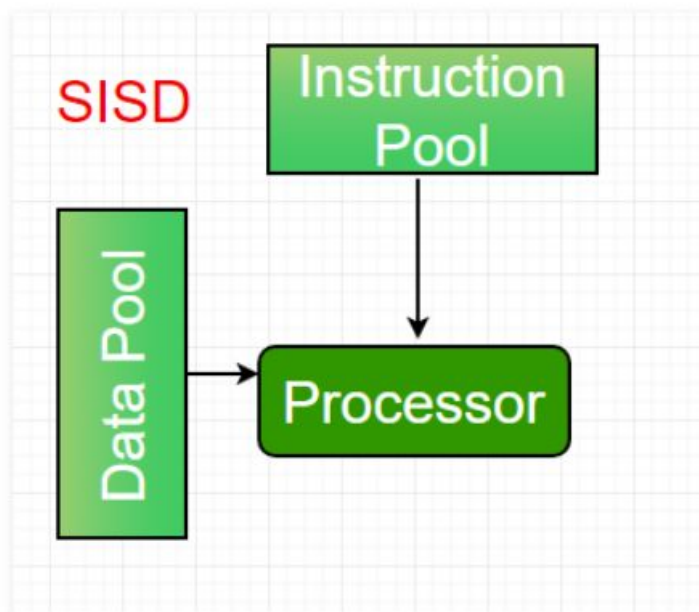 SISD
Instruction
Pool
Data Pool
Processor